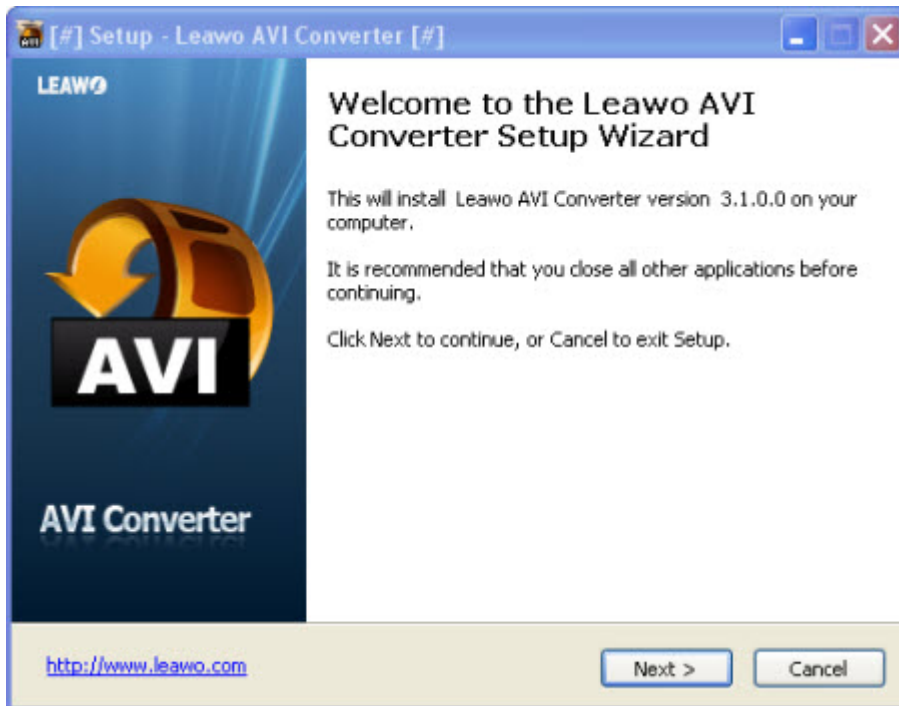 [#] Setup - Leawo AVI Converter [#]
LEAWO
Welcome to the Leawo AVI
Converter Setup Wizard
This will install Leawo AVI Converter version 3.1.0.0 on your
computer.
It is recommended that you close all other applications before
continuing.
Click Next to continue, or Cancel to exit Setup.
AVI
AVI Converter
http://www.leawo.com
Next >
Cancel